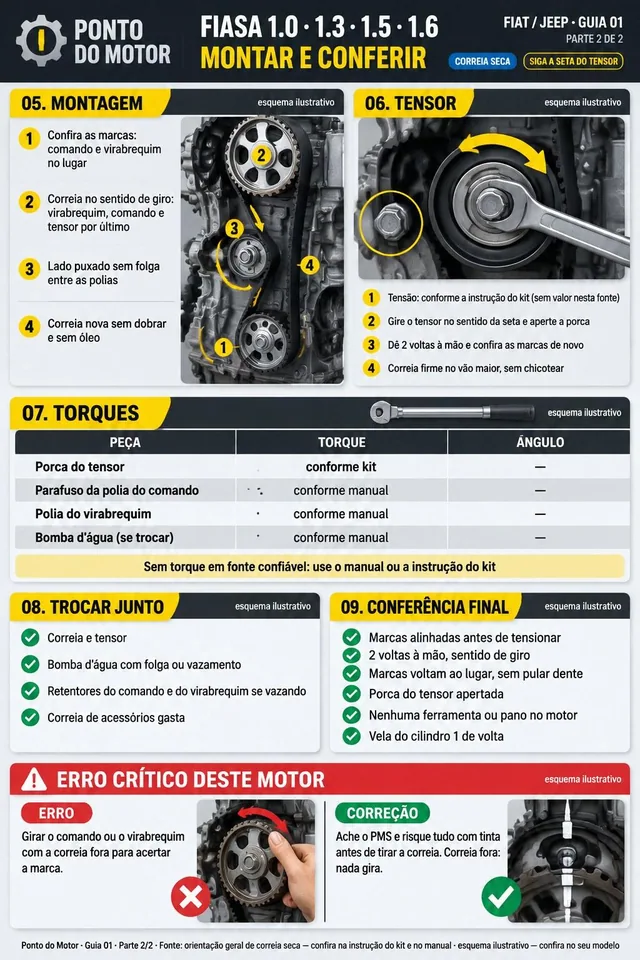 PONTO
DO MOTOR
FIASA 1.0 · 1.3 · 1.5 · 1.6
MONTAR E CONFERIR
FIAT / JEEP · GUIA 01
PARTE 2 DE 2
CORREIA SECA
SIGA A SETA DO TENSOR
05. MONTAGEM
esquema ilustrativo
1
Confira as marcas:
comando e virabrequim
no lugar
2
Correia no sentido de giro:
virabrequim, comando e
tensor por último
3
Lado puxado sem folga
entre as polias
4
Correia nova sem dobrar
e sem óleo
2
3
4
1
06. TENSOR
esquema ilustrativo
1
Tensão: conforme a instrução do kit (sem valor nesta fonte)
2
Gire o tensor no sentido da seta e aperte a porca
3
Dê 2 voltas à mão e confira as marcas de novo
4
Correia firme no vão maior, sem chicotear
07. TORQUES
esquema ilustrativo
PEÇA TORQUE ÂNGULO
Porca do tensor conforme kit —
Parafuso da polia do comando conforme manual —
Polia do virabrequim conforme manual —
Bomba d'água (se trocar) conforme manual —
Sem torque em fonte confiável: use o manual ou a instrução do kit
08. TROCAR JUNTO
esquema ilustrativo
Correia e tensor
Bomba d'água com folga ou vazamento
Retentores do comando e do virabrequim se vazando
Correia de acessórios gasta
09. CONFERÊNCIA FINAL
esquema ilustrativo
Marcas alinhadas antes de tensionar
2 voltas à mão, sentido de giro
Marcas voltam ao lugar, sem pular dente
Porca do tensor apertada
Nenhuma ferramenta ou pano no motor
Vela do cilindro 1 de volta
ERRO CRÍTICO DESTE MOTOR
esquema ilustrativo
ERRO
Girar o comando ou o virabrequim
com a correia fora para acertar
a marca.
CORREÇÃO
Ache o PMS e risque tudo com tinta
antes de tirar a correia. Correia fora:
nada gira.
Ponto do Motor · Guia 01 · Parte 2/2 · Fonte: orientação geral de correia seca — confira na instrução do kit e no manual · esquema ilustrativo — confira no seu modelo